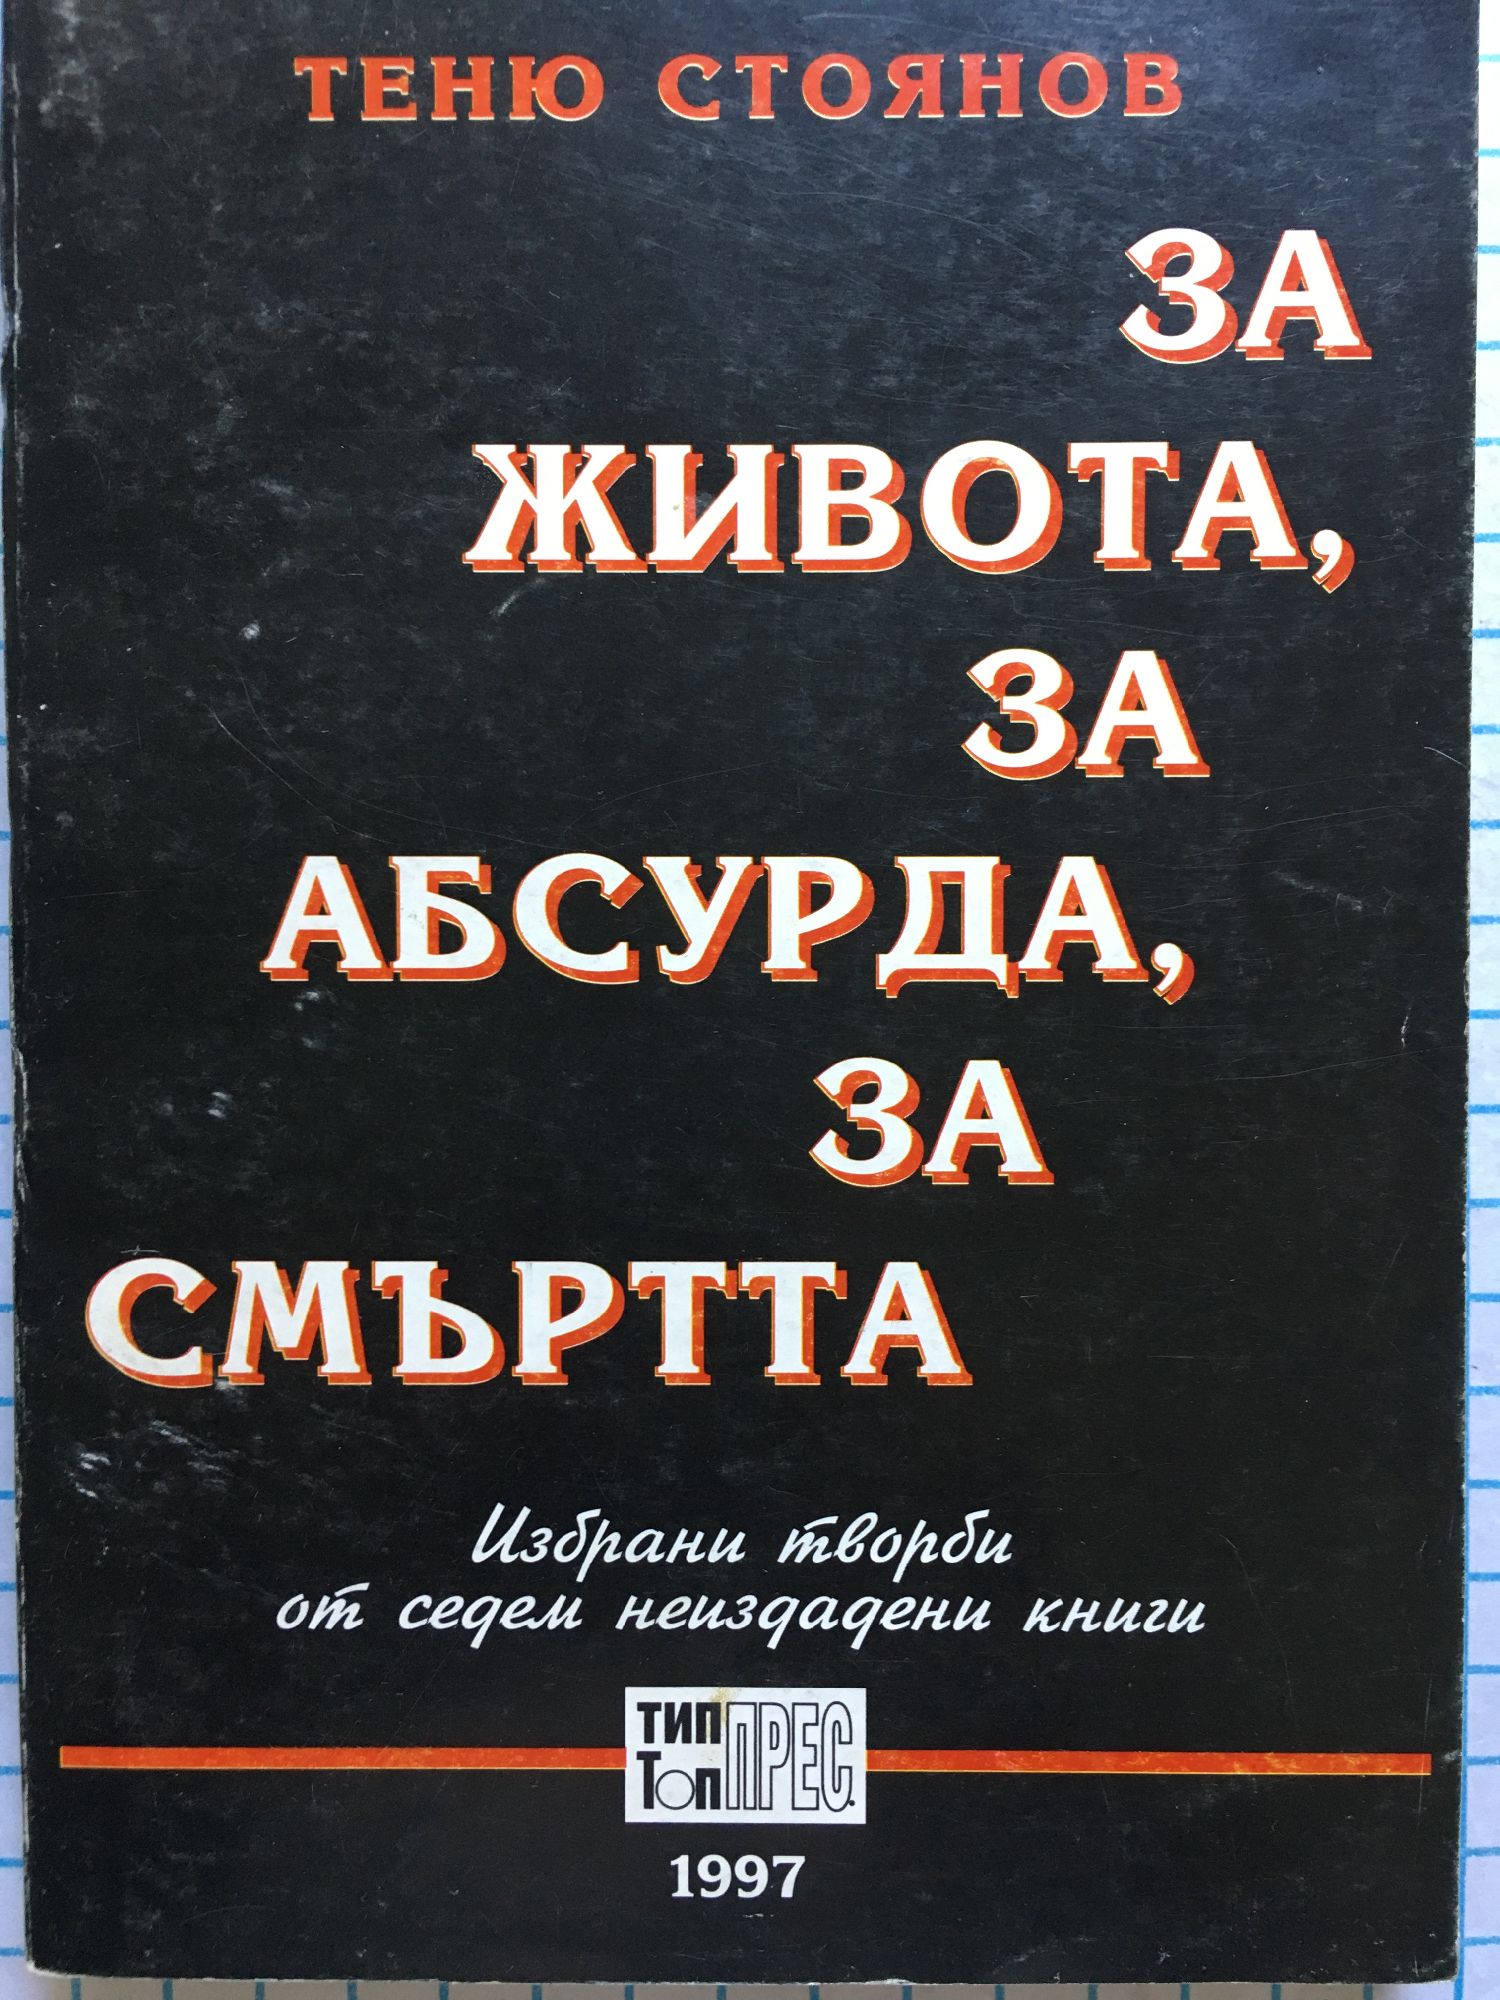 ТЕНЮ СТОЯНОВ
ЗА
ЖИВОТА,
ЗА
АБСУРДА,
ЗА
СМЪРТТА
Избрани творби
от седем неиздадени книги
ТИП
ТОП ПРЕС
1997